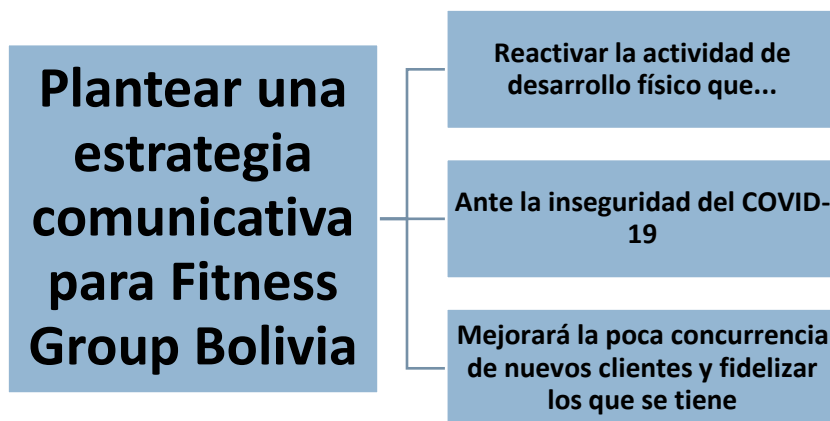 Plantear una
estrategia
comunicativa
para Fitness
Group Bolivia
Reactivar la actividad de
desarrollo físico que...
Ante la inseguridad del COVID-
19
Mejorará la poca concurrencia
de nuevos clientes y fidelizar
los que se tiene